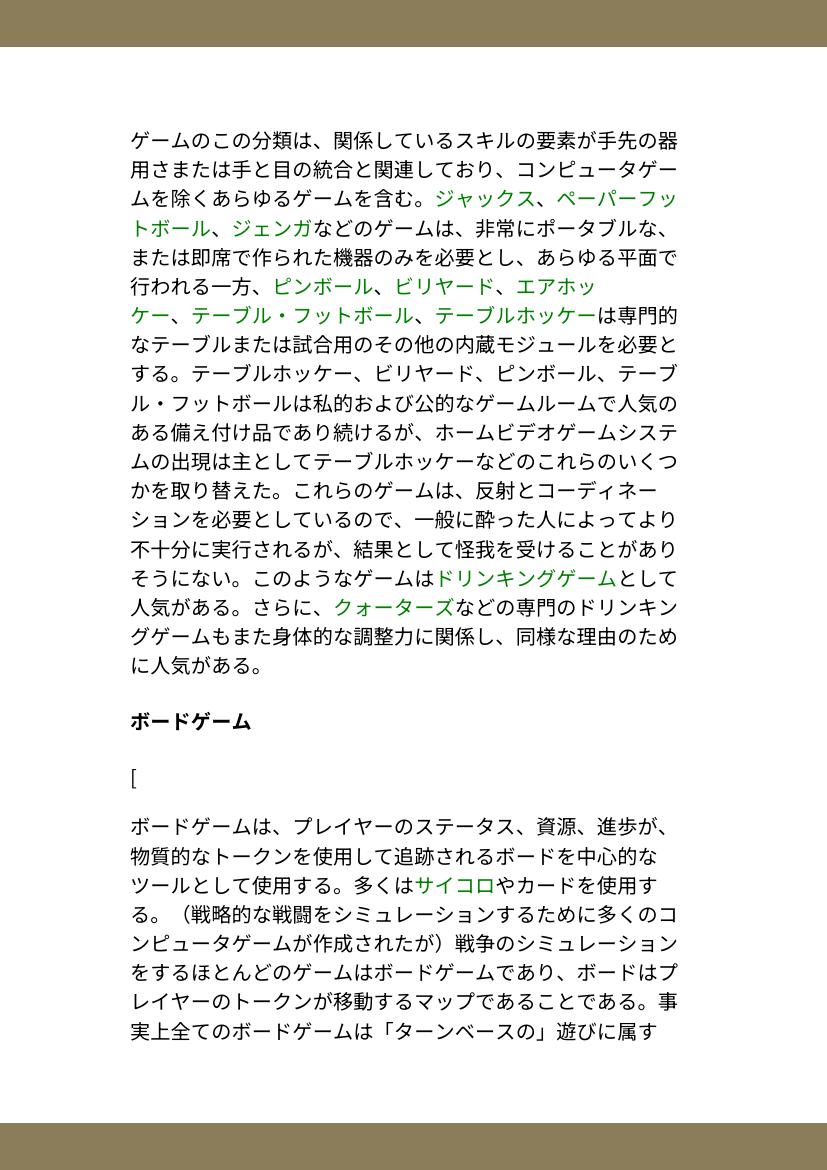 ゲームのこの分類は、関係しているスキルの要素が手先の器
用さまたは手と目の統合と関連しており、コンピュータゲー
ムを除くあらゆるゲームを含む。ジャックス、ペーパーフッ
トボール、ジェンガなどのゲームは、非常にポータブルな、
または即席で作られた機器のみを必要とし、あらゆる平面で
行われる一方、ピンボール、ビリヤード、エアホッ
ケー、テーブル・フットボール、テーブルホッケーは専門的
なテーブルまたは試合用のその他の内蔵モジュールを必要と
する。テーブルホッケー、ビリヤード、ピンボール、テーブ
ル・フットボールは私的および公的なゲームルームで人気の
ある備え付け品であり続けるが、ホームビデオゲームシステ
ムの出現は主としてテーブルホッケーなどのこれらのいくつ
かを取り替えた。これらのゲームは、反射とコーディネー
ションを必要としているので、一般に酔った人によってより
不十分に実行されるが、結果として怪我を受けることがあり
そうにない。このようなゲームはドリンキングゲームとして
人気がある。さらに、クォーターズなどの専門のドリンキン
グゲームもまた身体的な調整力に関係し、同様な理由のため
に人気がある。
ボードゲーム
[
ボードゲームは、プレイヤーのステータス、資源、進歩が、
物質的なトークンを使用して追跡されるボードを中心的な
ツールとして使用する。多くはサイコロやカードを使用す
る。（戦略的な戦闘をシミュレーションするために多くのコ
ンピュータゲームが作成されたが）戦争のシミュレーション
をするほとんどのゲームはボードゲームであり、ボードはプ
レイヤーのトークンが移動するマップであることである。事
実上全てのボードゲームは「ターンベースの」遊びに属す